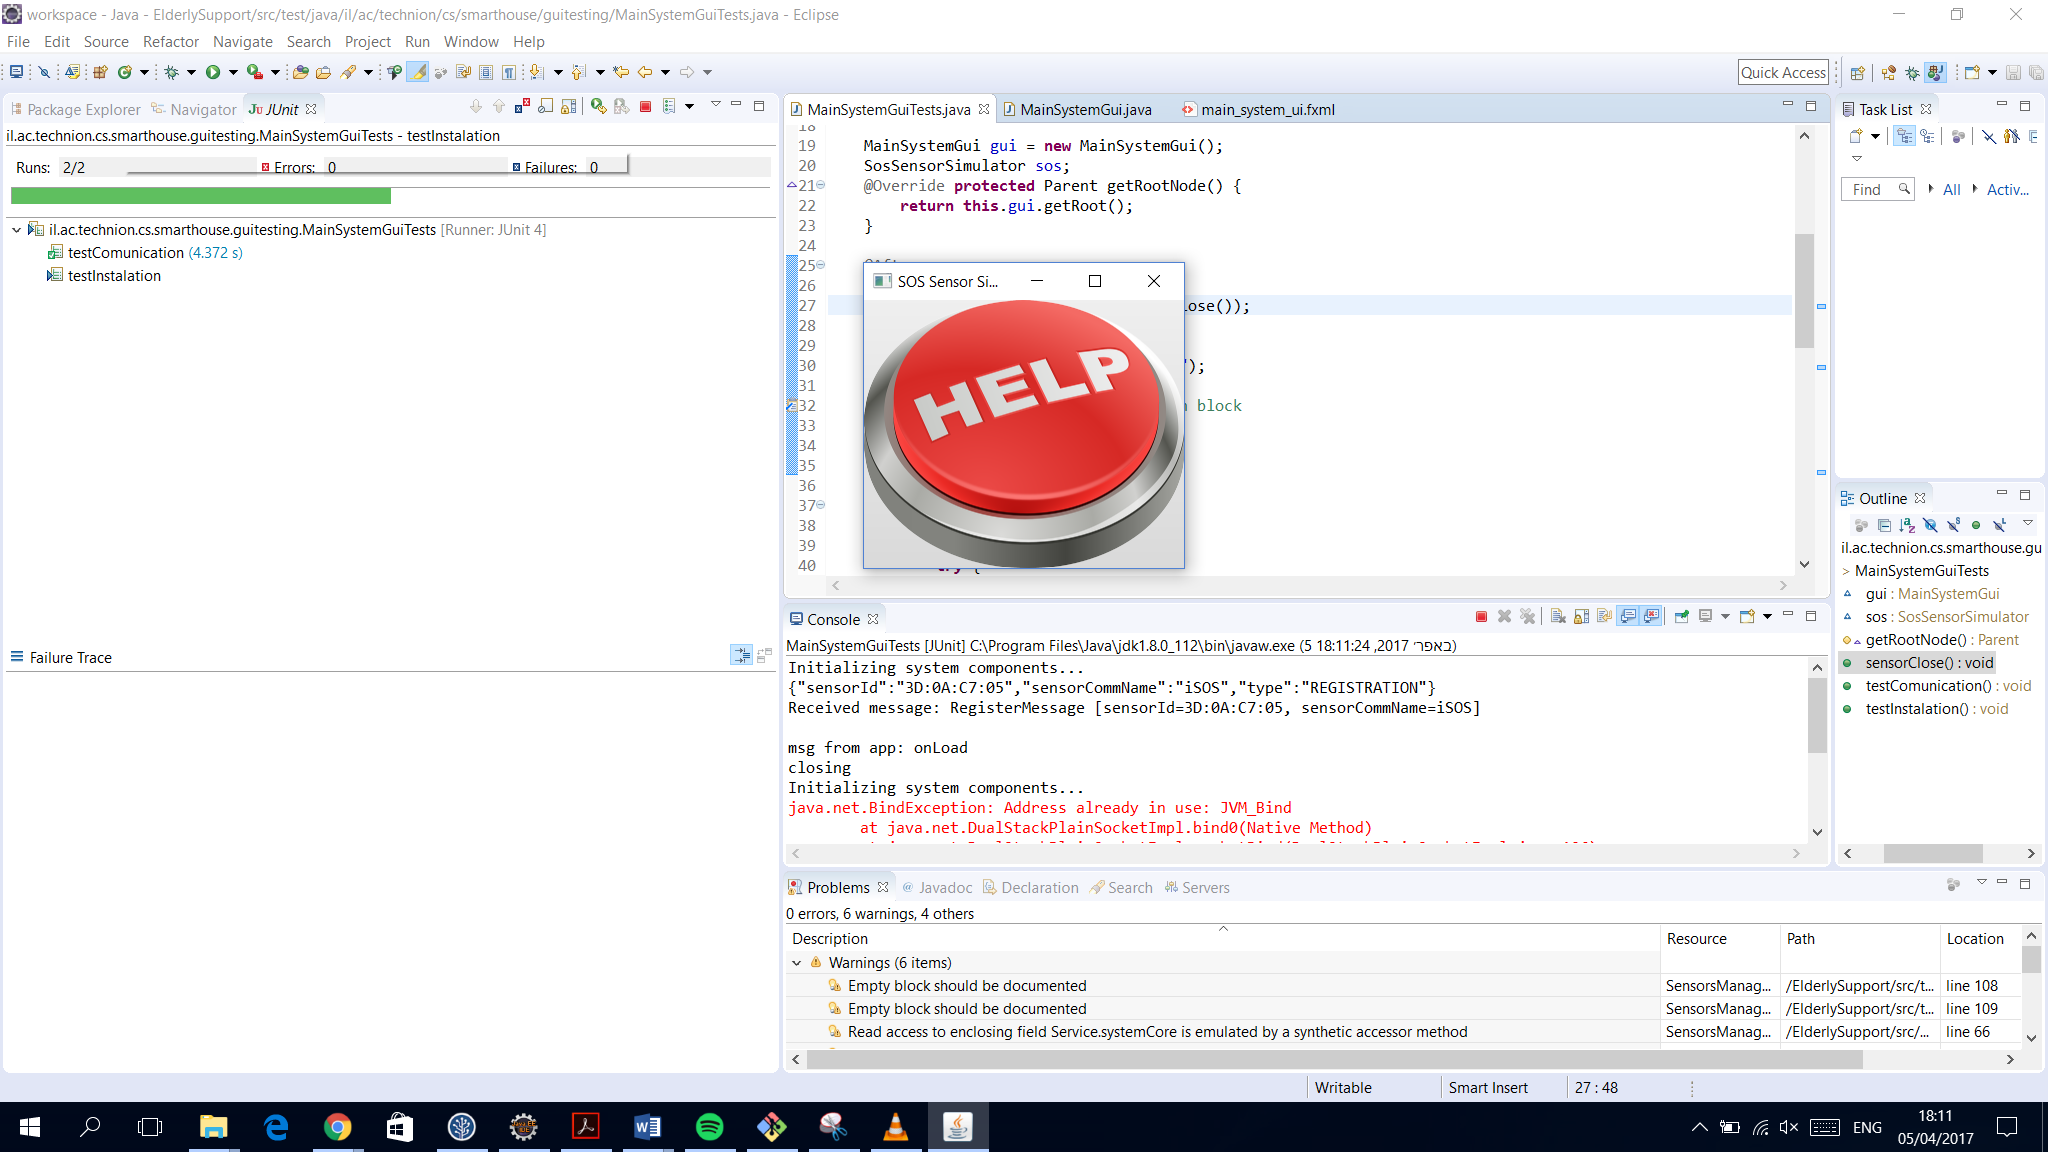 workspace - Java - ElderlySupport/src/test/java/il/ac/technion/cs/smarthouse/guitesting/MainSystemGuiTests.java - Eclipse
File Edit Source Refactor Navigate Search Project Run Window Help
Quick Access
Package Explorer Navigator JUnit
il.ac.technion.cs.smarthouse.guitesting.MainSystemGuiTests - testInstalation
Runs: 2/2 Errors: 0 Failures: 0
il.ac.technion.cs.smarthouse.guitesting.MainSystemGuiTests [Runner: JUnit 4]
testComunication (4.372 s)
testInstalation
Failure Trace
MainSystemGuiTests.java MainSystemGui.java main_system_ui.fxml
18
19 MainSystemGui gui = new MainSystemGui();
20 SosSensorSimulator sos;
21 @Override protected Parent getRootNode() {
22 return this.gui.getRoot();
23 }
24
25
26
27 lose());
28
29
30 ");
31
32 block
33
34
35
36
37
38
39
40 try {
SOS Sensor Si...
HELP
Console
MainSystemGuiTests [JUnit] C:\Program Files\Java\jdk1.8.0_112\bin\javaw.exe (5 באפר׳ 2017, 18:11:24)
Initializing system components...
{"sensorId":"3D:0A:C7:05","sensorCommName":"iSOS","type":"REGISTRATION"}
Received message: RegisterMessage [sensorId=3D:0A:C7:05, sensorCommName=iSOS]
msg from app: onLoad
closing
Initializing system components...
java.net.BindException: Address already in use: JVM_Bind
at java.net.DualStackPlainSocketImpl.bind0(Native Method)
Problems Javadoc Declaration Search Servers
0 errors, 6 warnings, 4 others
Description Resource Path Location
Warnings (6 items)
Empty block should be documented SensorsManag... /ElderlySupport/src/t... line 108
Empty block should be documented SensorsManag... /ElderlySupport/src/t... line 109
Read access to enclosing field Service.systemCore is emulated by a synthetic accessor method SensorsManag... /ElderlySupport/src/... line 66
Task List
Find All Activ...
Outline
il.ac.technion.cs.smarthouse.gu
MainSystemGuiTests
gui : MainSystemGui
sos : SosSensorSimulator
getRootNode() : Parent
sensorClose() : void
testComunication() : void
testInstalation() : void
Writable Smart Insert 27 : 48
ENG
18:11
05/04/2017